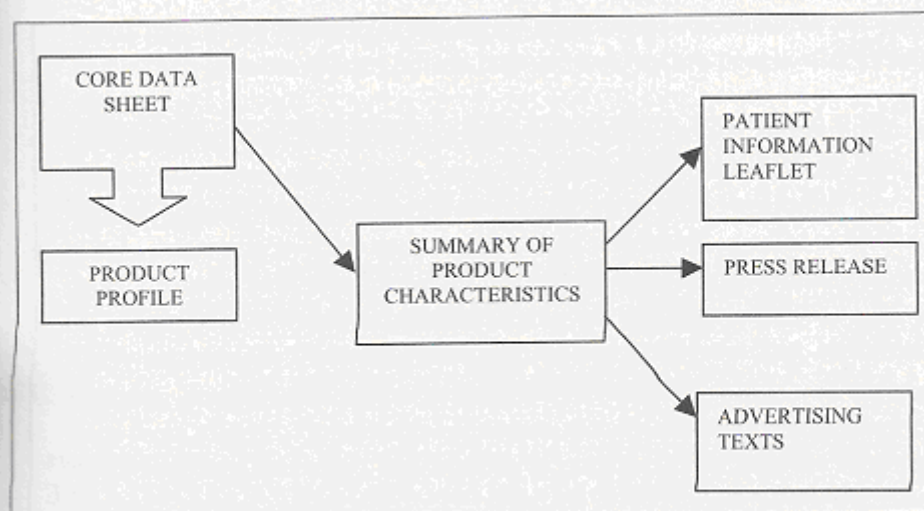 CORE DATA
SHEET
PRODUCT
PROFILE
SUMMARY OF
PRODUCT
CHARACTERISTICS
PATIENT
INFORMATION
LEAFLET
PRESS RELEASE
ADVERTISING
TEXTS